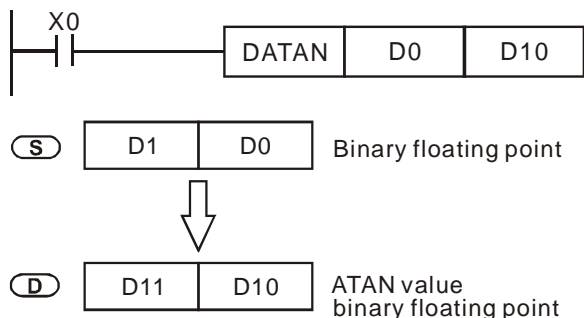 X0
DATAN D0 D10
S D1 D0 Binary floating point
D D11 D10 ATAN value
binary floating point